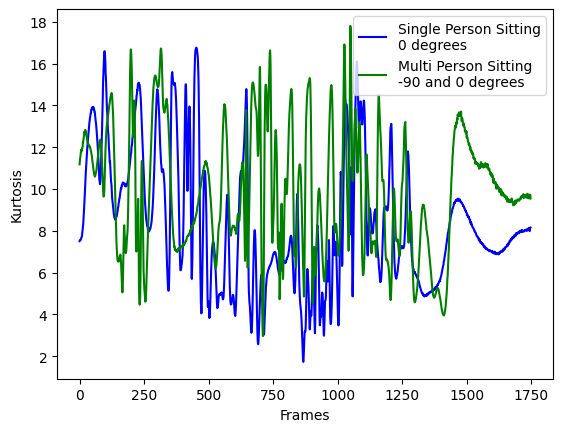 18
16
14
12
10
8
6
4
2
Kurtosis
0
250
500
750
1000
1250
1500
1750
Frames
Single Person Sitting
0 degrees
Multi Person Sitting
-90 and 0 degrees